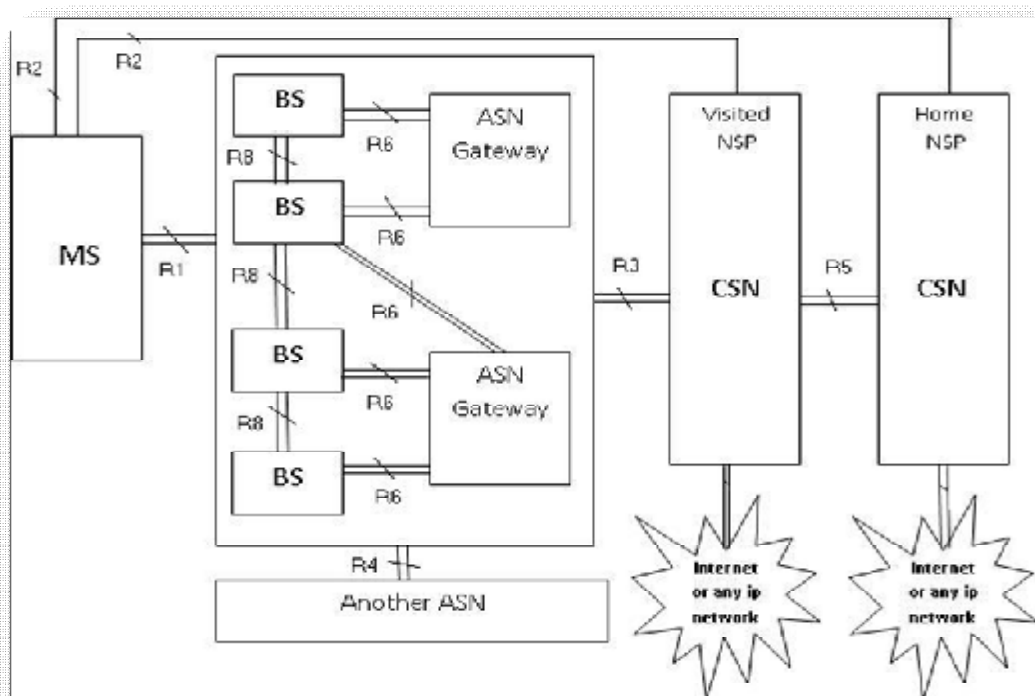 R2
R2
BS
R6
ASN
Gateway
Visited
NSP
Home
NSP
R8
BS
R6
MS
R1
R8
R6
R3
CSN
R5
CSN
BS
R6
ASN
Gateway
R8
BS
R6
R4
Another ASN
Internet
or any ip
network
Internet
or any ip
network